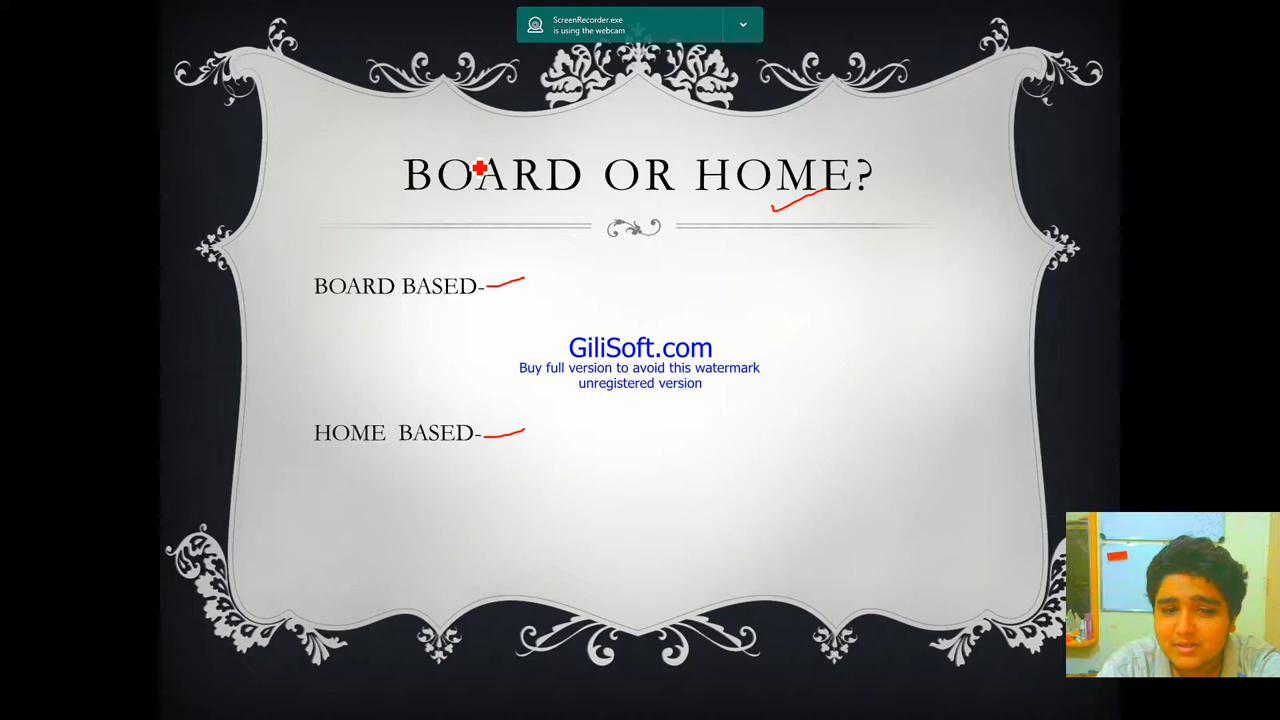 ScreenRecorder.exe
is using the webcam
BOARD OR HOME?
BOARD BASED-
GiliSoft.com
Buy full version to avoid this watermark
unregistered version
HOME BASED-